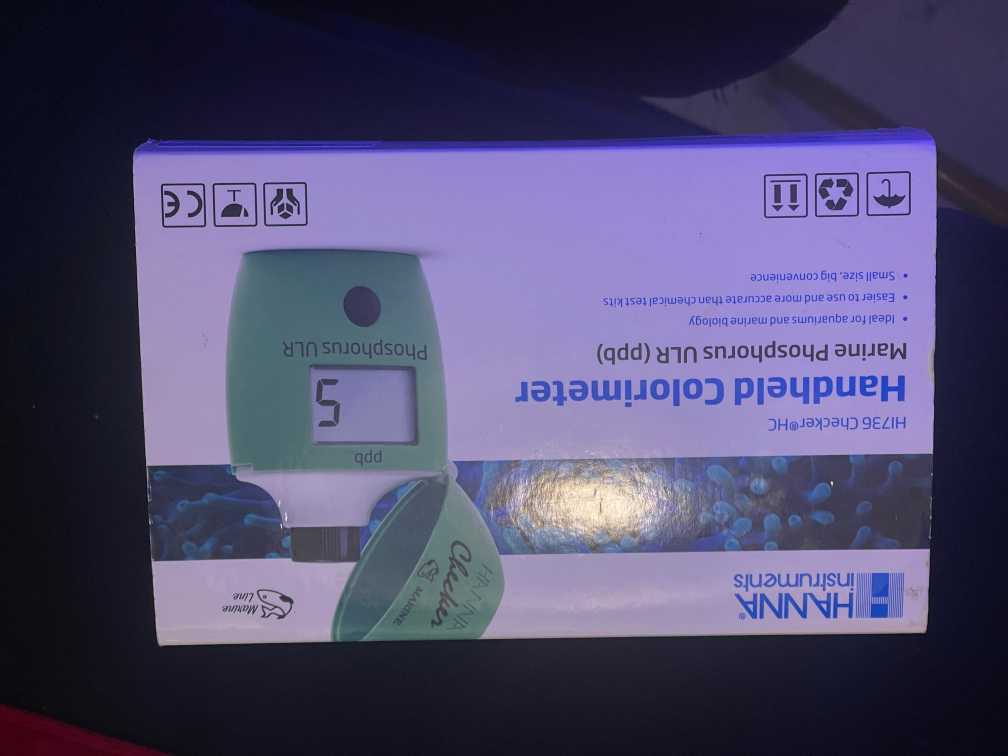 HANNA®
instruments
Marine
Line
HI736 Checker®HC
Handheld Colorimeter
Marine Phosphorus ULR (ppb)
• Ideal for aquariums and marine biology
• Easier to use and more accurate than chemical test kits
• Small size, big convenience
HANNA
Checker
MARINE
ppb
5
Phosphorus ULR
CE